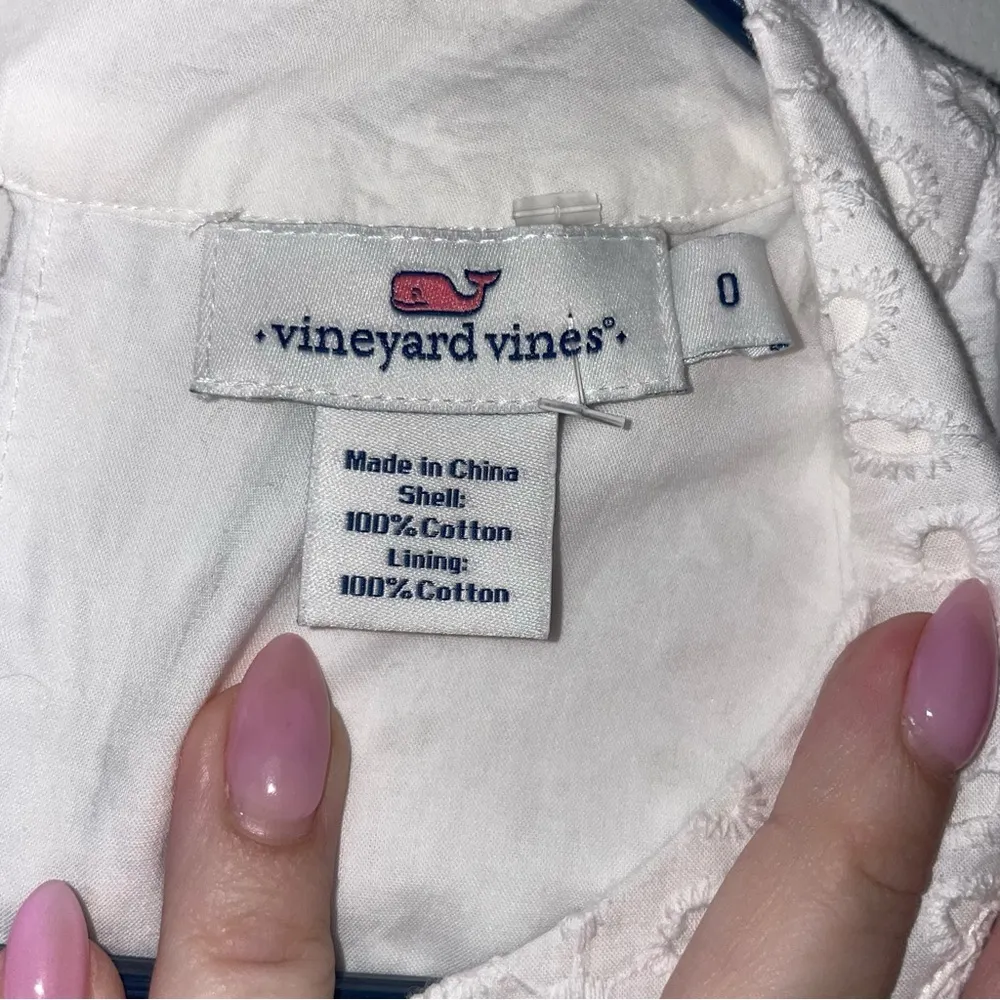 ·vineyard vines®·
0
Made in China
Shell:
100% Cotton
Lining:
100% Cotton